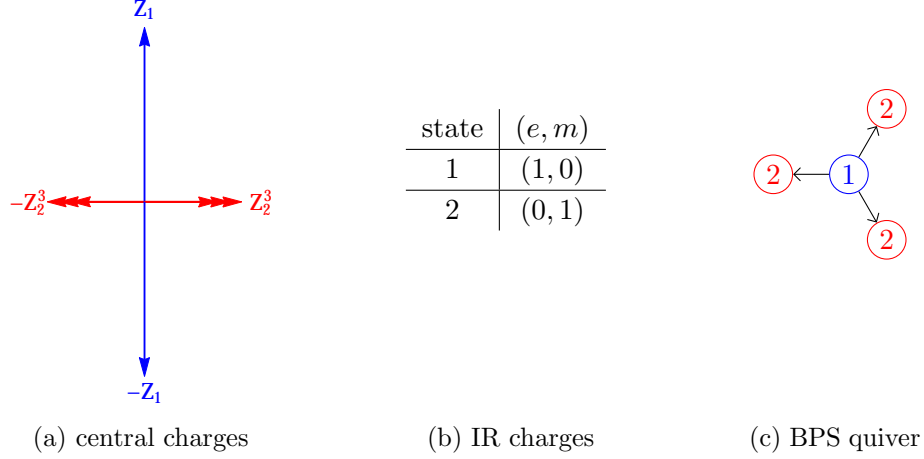 Z₁
−Z₂³
Z₂³
−Z₁
(a) central charges
state (e, m)
1 (1, 0)
2 (0, 1)
(b) IR charges
2
2
1
2
(c) BPS quiver